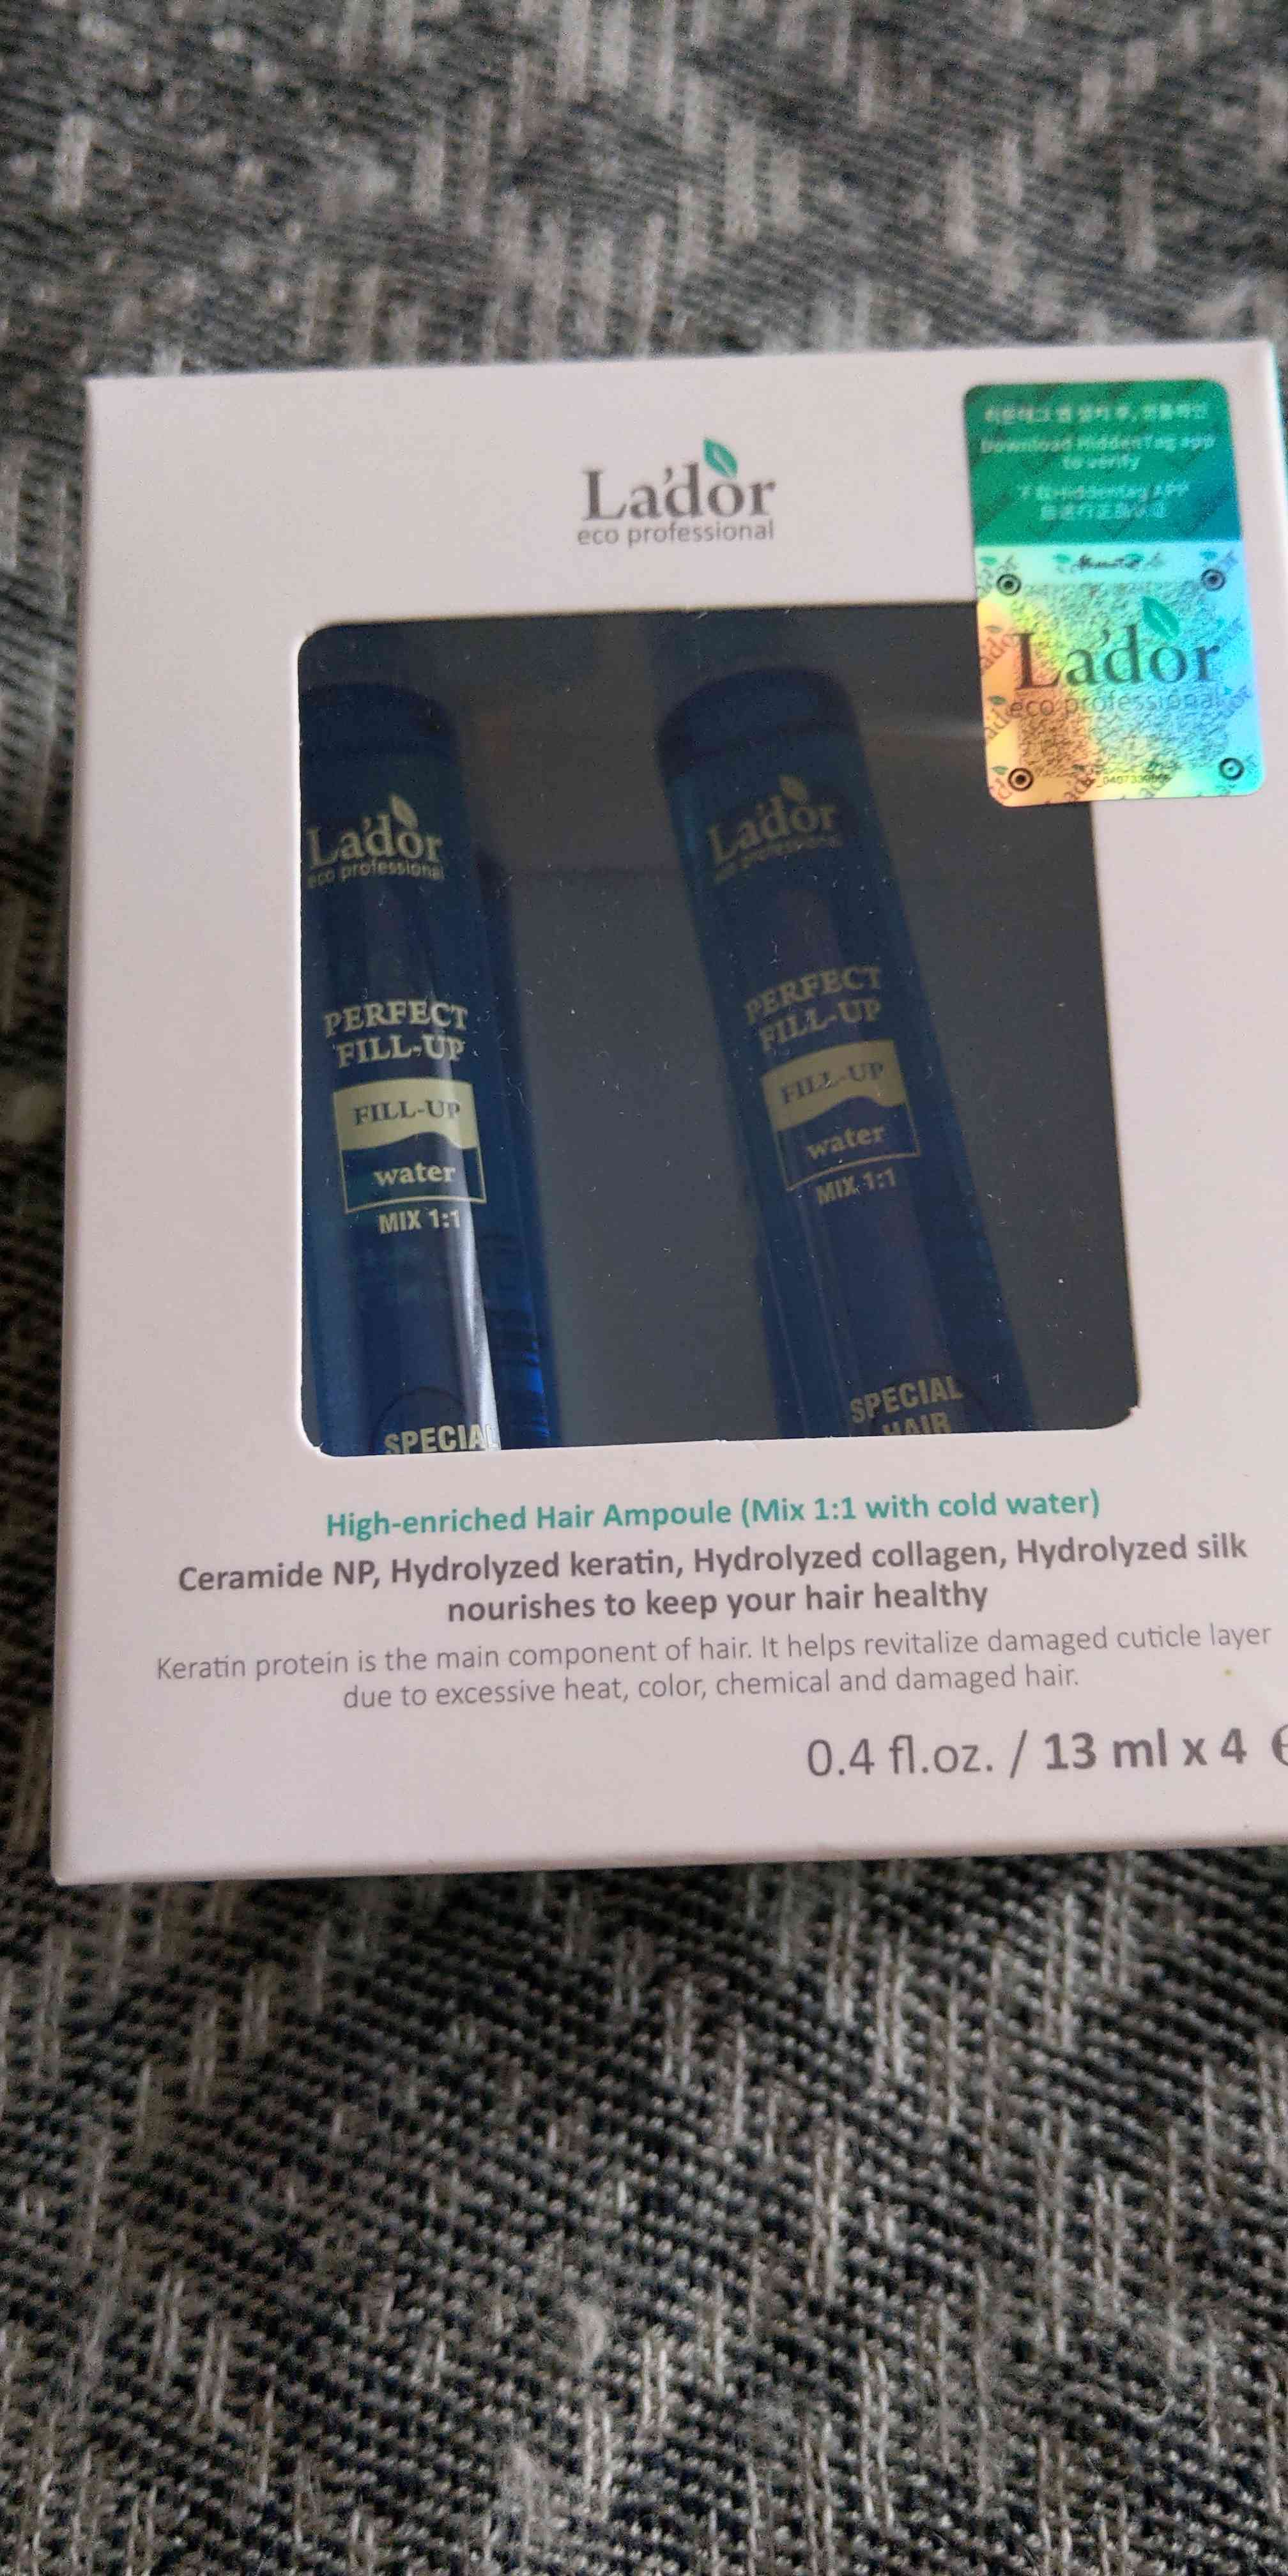 La'dor
eco professional
Download HiddenTag app
to verify
La'dor
eco professional
La'dor
eco professional
PERFECT
FILL-UP
FILL-UP
water
MIX 1:1
SPECIAL
La'dor
eco professional
PERFECT
FILL-UP
FILL-UP
water
MIX 1:1
SPECIAL
HAIR
High-enriched Hair Ampoule (Mix 1:1 with cold water)
Ceramide NP, Hydrolyzed keratin, Hydrolyzed collagen, Hydrolyzed silk
nourishes to keep your hair healthy
Keratin protein is the main component of hair. It helps revitalize damaged cuticle layer
due to excessive heat, color, chemical and damaged hair.
0.4 fl.oz. / 13 ml x 4